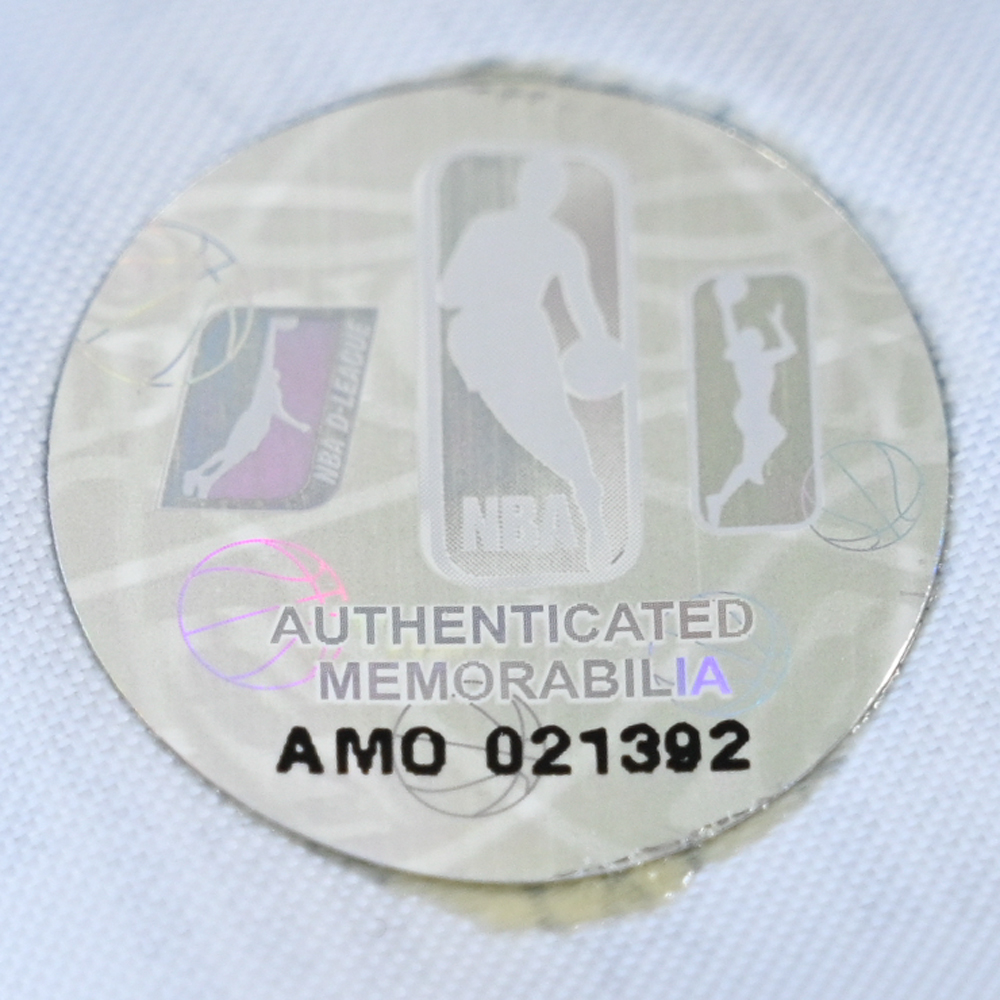 NBA D-LEAGUE
NBA
AUTHENTICATED
MEMORABILIA
AMO 021392